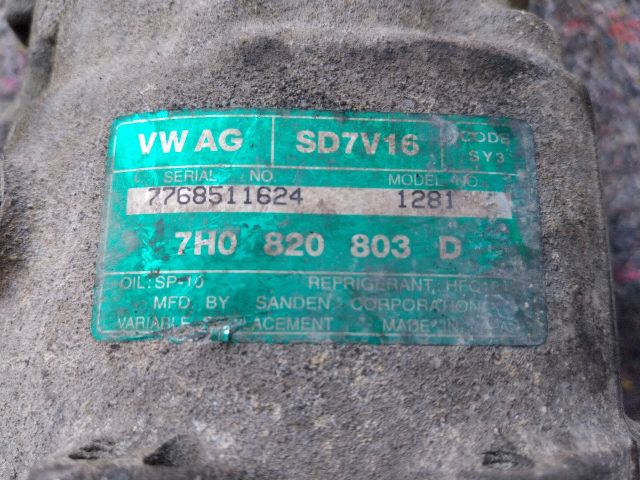 VW AG SD7V16 CODE
SY3
SERIAL NO. MODEL NO.
7768511624 1281
7H0 820 803 D
OIL: SP-10 REFRIGERANT,
MFD. BY SANDEN CORPORATION
VARIABLE MADE IN